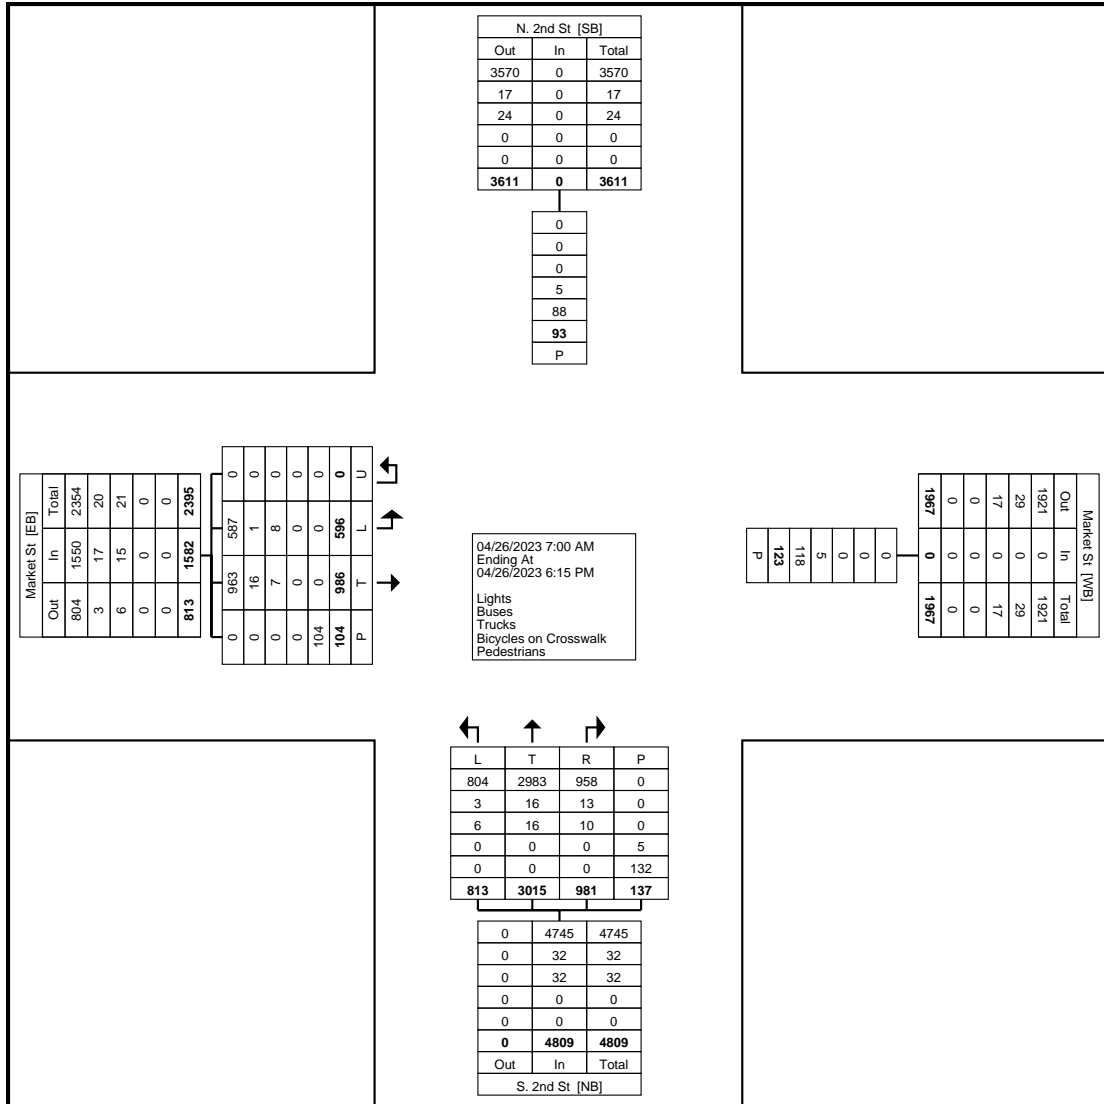 N. 2nd St [SB]
Out In Total
3570 0 3570
17 0 17
24 0 24
0 0 0
0 0 0
3611 0 3611
0
0
0
5
88
93
P
Market St [EB]
Total In Out
2354 1550 804
20 17 3
21 15 6
0 0 0
0 0 0
2395 1582 813
0 587 963 0
0 1 16 0
0 8 7 0
0 0 0 0
0 0 0 104
0 596 986 104
U L T P
04/26/2023 7:00 AM
Ending At
04/26/2023 6:15 PM
Lights
Buses
Trucks
Bicycles on Crosswalk
Pedestrians
Market St [WB]
Out In Total
1921 0 1921
29 0 29
17 0 17
0 0 0
0 0 0
1967 0 1967
0
0
0
5
118
123
P
L T R P
804 2983 958 0
3 16 13 0
6 16 10 0
0 0 0 5
0 0 0 132
813 3015 981 137
0 4745 4745
0 32 32
0 32 32
0 0 0
0 0 0
0 4809 4809
Out In Total
S. 2nd St [NB]